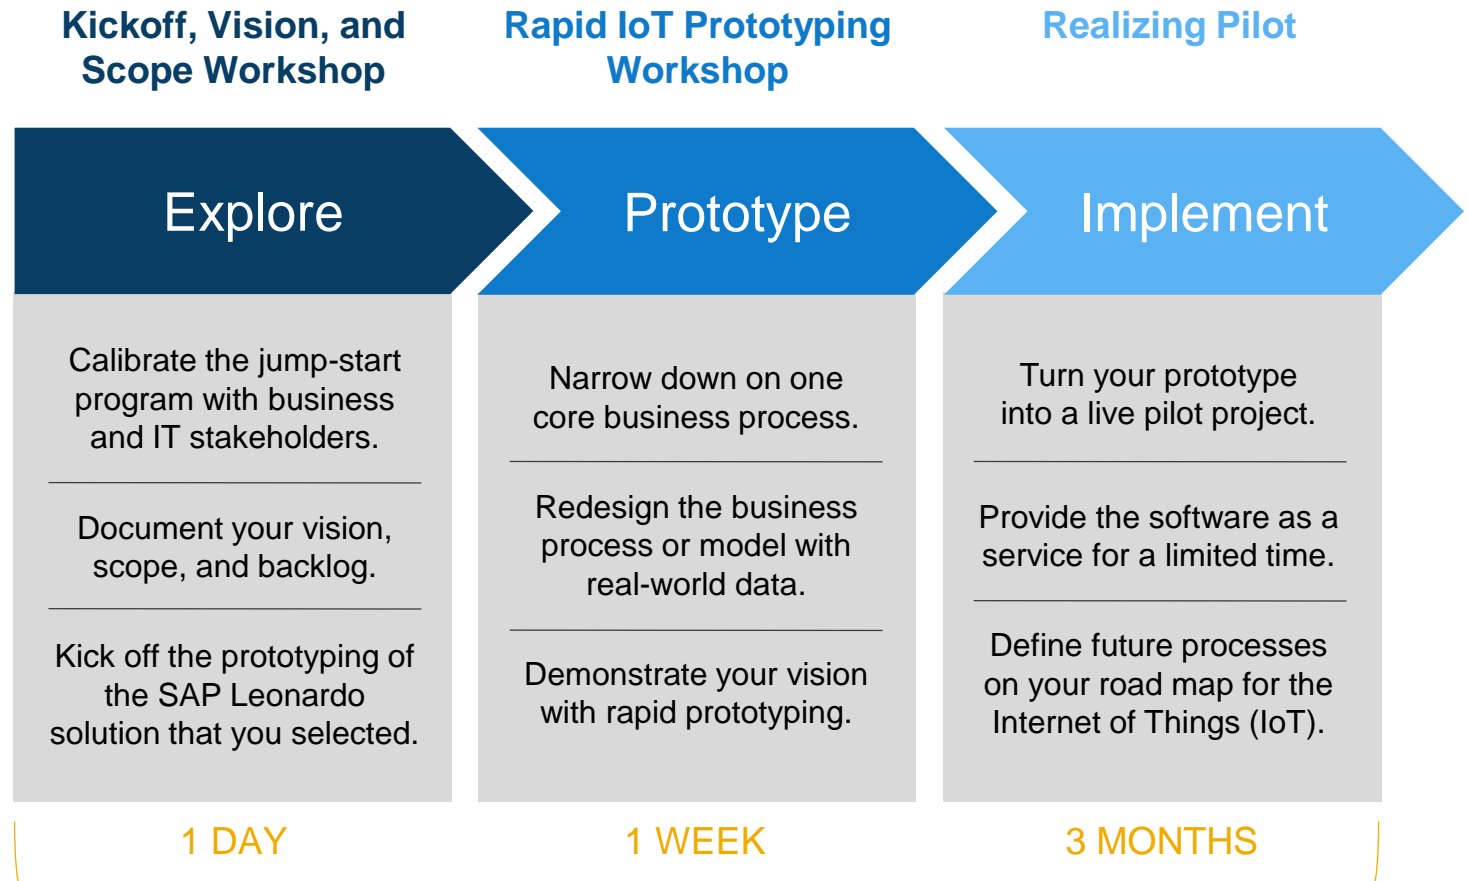 Kickoff, Vision, and
Scope Workshop
Rapid IoT Prototyping
Workshop
Realizing Pilot
Explore
Prototype
Implement
Calibrate the jump-start
program with business
and IT stakeholders.
Document your vision,
scope, and backlog.
Kick off the prototyping of
the SAP Leonardo
solution that you selected.
Narrow down on one
core business process.
Redesign the business
process or model with
real-world data.
Demonstrate your vision
with rapid prototyping.
Turn your prototype
into a live pilot project.
Provide the software as a
service for a limited time.
Define future processes
on your road map for the
Internet of Things (IoT).
1 DAY
1 WEEK
3 MONTHS